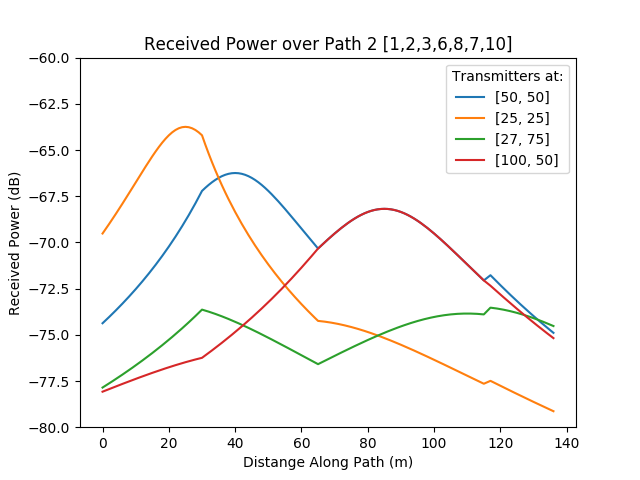 Received Power over Path 2 [1,2,3,6,8,7,10]
Transmitters at:
[50, 50]
[25, 25]
[27, 75]
[100, 50]
Received Power (dB)
−60.0
−62.5
−65.0
−67.5
−70.0
−72.5
−75.0
−77.5
−80.0
0 20 40 60 80 100 120 140
Distange Along Path (m)